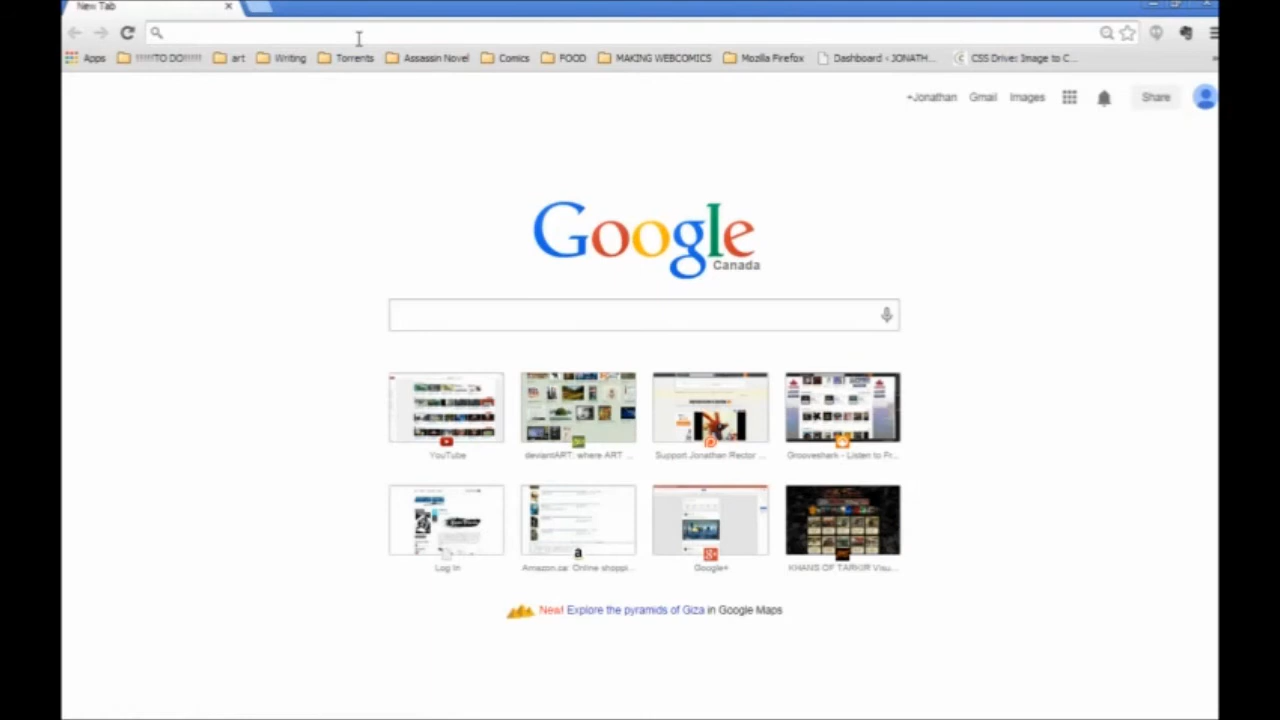 New Tab
Apps !!!!!TO DO!!!!! art Writing Torrents Assassin Novel Comics FOOD MAKING WEBCOMICS Mozilla Firefox Dashboard ‹ JONATH... CSS Drive: Image to C...
+Jonathan Gmail Images Share
Google
Canada
YouTube deviantART: where ART ... Support Jonathan Rector ... Grooveshark - Listen to Fr...
Log In Amazon.ca: Online shoppi... Google+ KHANS OF TARKIR Visu...
New! Explore the pyramids of Giza in Google Maps